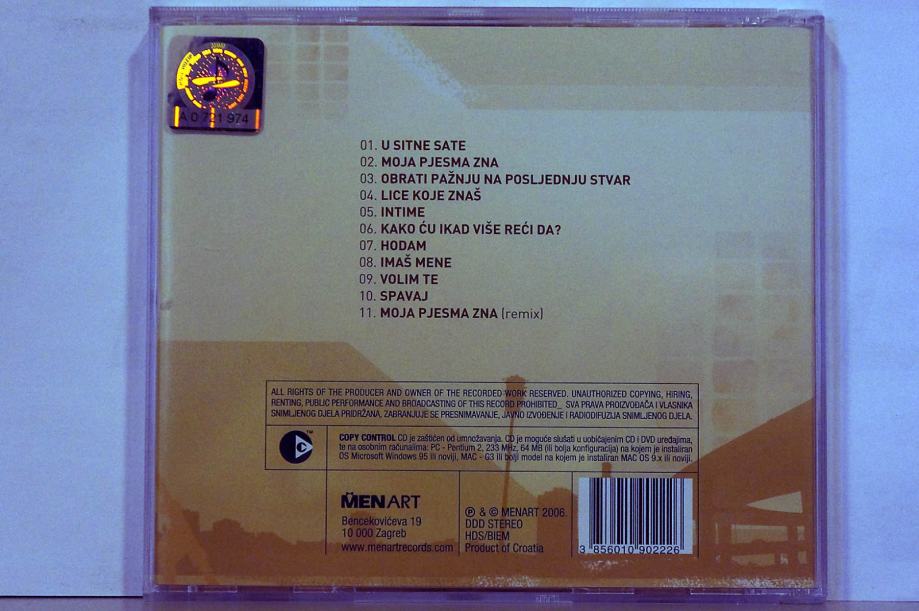 A 0 721 974
01. U SITNE SATE
02. MOJA PJESMA ZNA
03. OBRATI PAŽNJU NA POSLJEDNJU STVAR
04. LICE KOJE ZNAŠ
05. INTIME
06. KAKO ĆU IKAD VIŠE REĆI DA?
07. HODAM
08. IMAŠ MENE
09. VOLIM TE
10. SPAVAJ
11. MOJA PJESMA ZNA (remix)
ALL RIGHTS OF THE PRODUCER AND OWNER OF THE RECORDED WORK RESERVED. UNAUTHORIZED COPYING, HIRING,
RENTING, PUBLIC PERFORMANCE AND BROADCASTING OF THIS RECORD PROHIBITED_ SVA PRAVA PROIZVOĐAČA I VLASNIKA
SNIMLJENOG DJELA PRIDRŽANA, ZABRANJUJE SE PRESNIMAVANJE, JAVNO IZVOĐENJE I RADIODIFUZIJA SNIMLJENOG DJELA.
COPY CONTROL CD je zaštićen od umnožavanja. CD je moguće slušati u uobičajenim CD i DVD uređajima,
te na osobnim računalima: PC - Pentium 2, 233 MHz, 64 MB (ili bolja konfiguracija) na kojem je instaliran
OS Microsoft Windows 95 ili noviji, MAC - G3 ili bolji model na kojem je instaliran MAC OS 9.x ili noviji.
MENART
Bencekovićeva 19
10 000 Zagreb
www.menartrecords.com
℗ & © MENART 2006.
DDD STEREO
HDS/BIEM
Product of Croatia
3 856010 902226